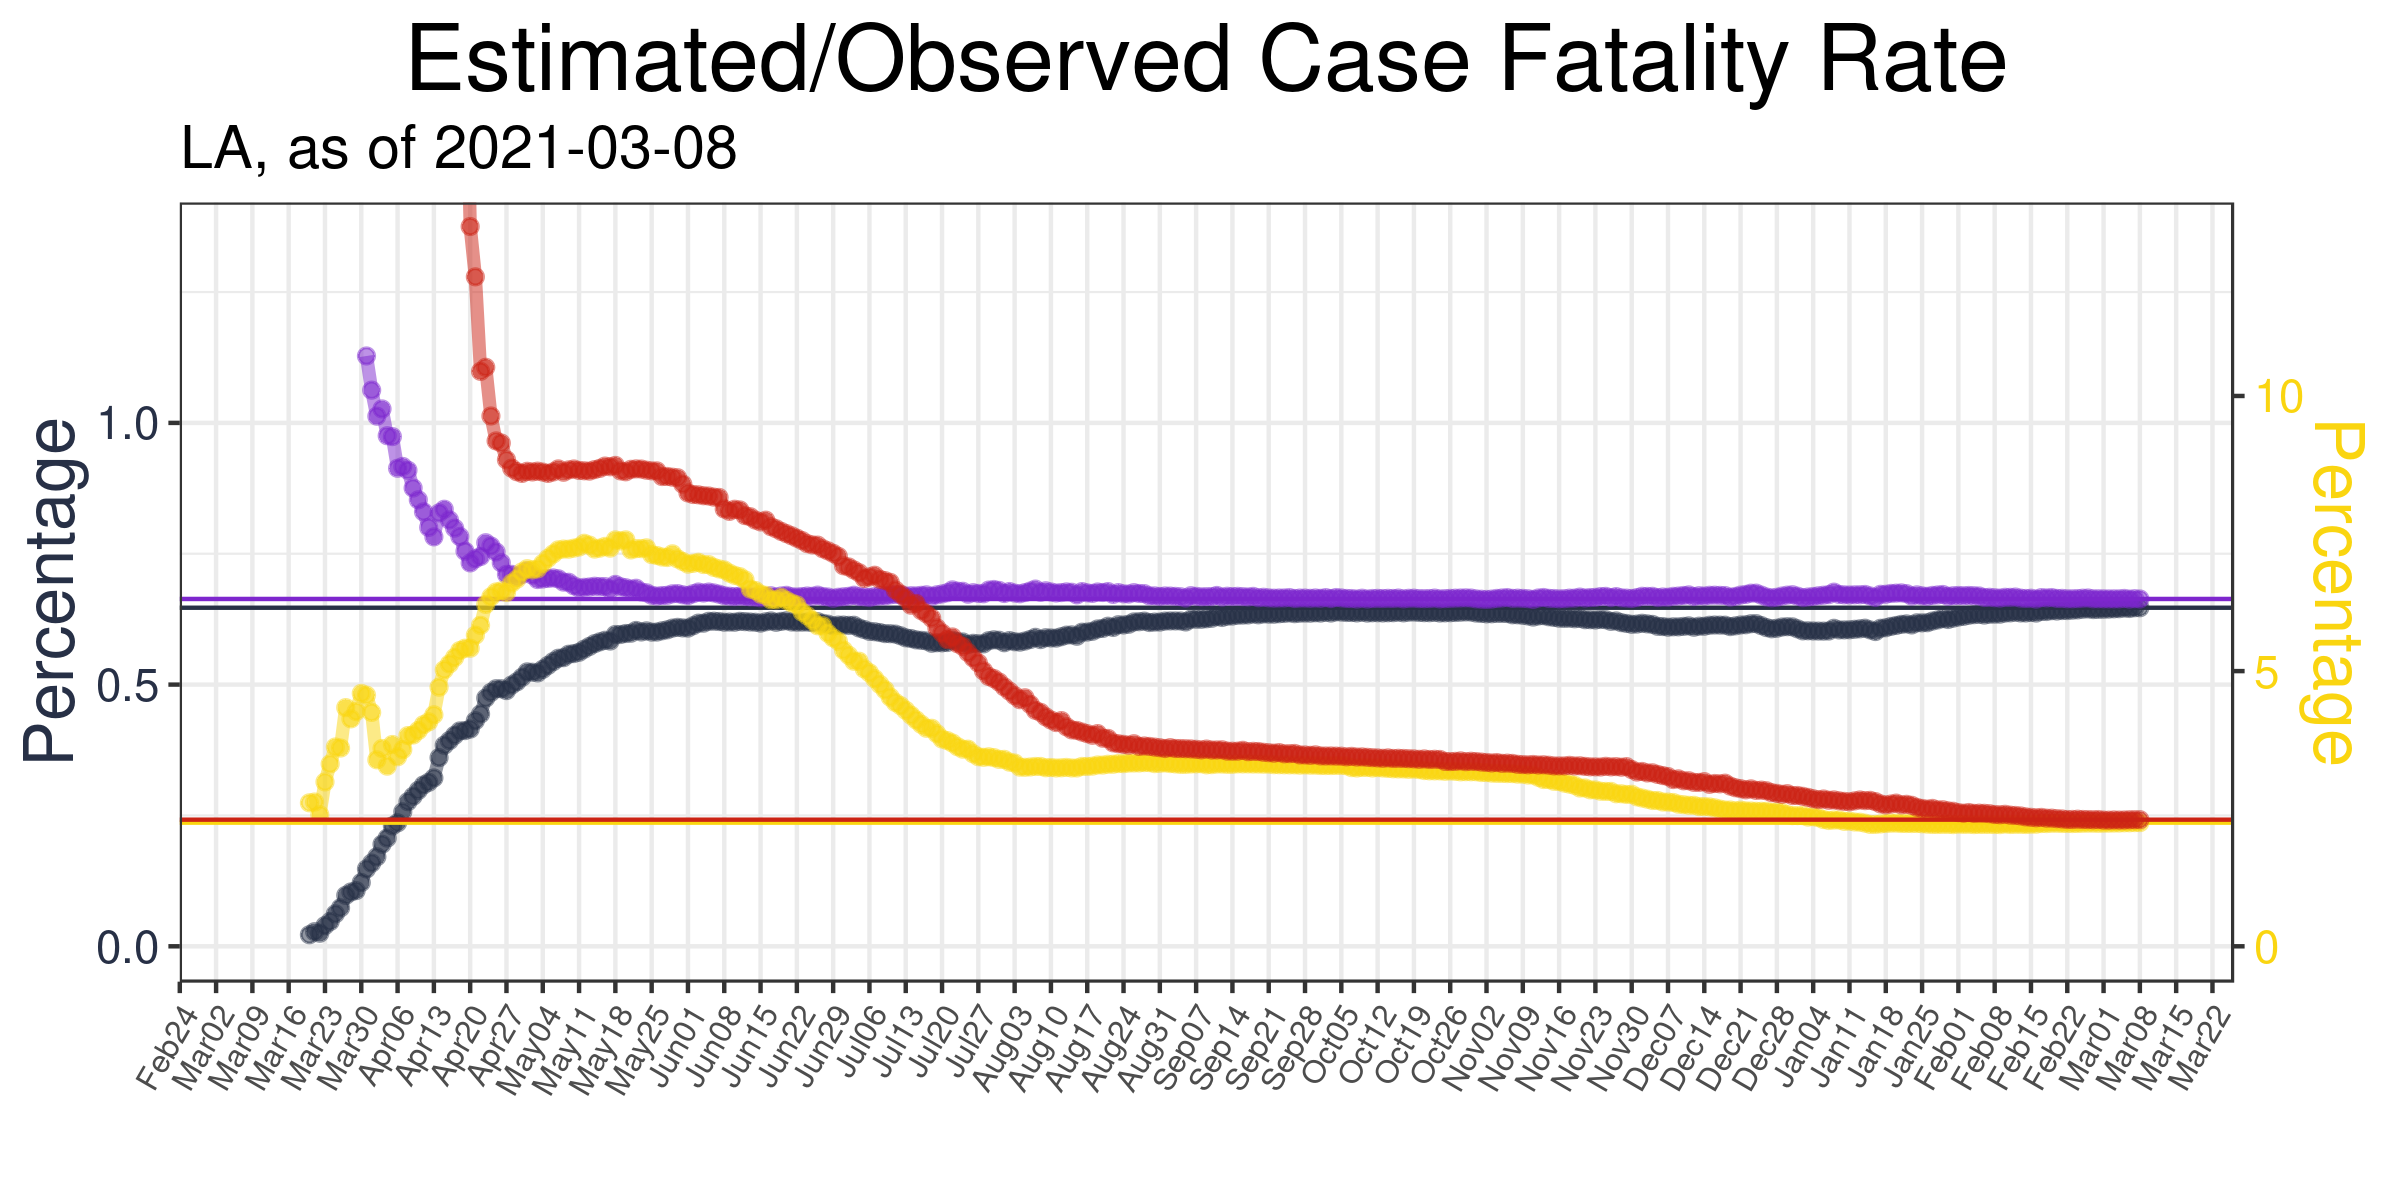 Estimated/Observed Case Fatality Rate
LA, as of 2021-03-08
Percentage
1.0
0.5
0.0
10
5
0
Percentage
Feb24
Mar02
Mar09
Mar16
Mar23
Mar30
Apr06
Apr13
Apr20
Apr27
May04
May11
May18
May25
Jun01
Jun08
Jun15
Jun22
Jun29
Jul06
Jul13
Jul20
Jul27
Aug03
Aug10
Aug17
Aug24
Aug31
Sep07
Sep14
Sep21
Sep28
Oct05
Oct12
Oct19
Oct26
Nov02
Nov09
Nov16
Nov23
Nov30
Dec07
Dec14
Dec21
Dec28
Jan04
Jan11
Jan18
Jan25
Feb01
Feb08
Feb15
Feb22
Mar01
Mar08
Mar15
Mar22